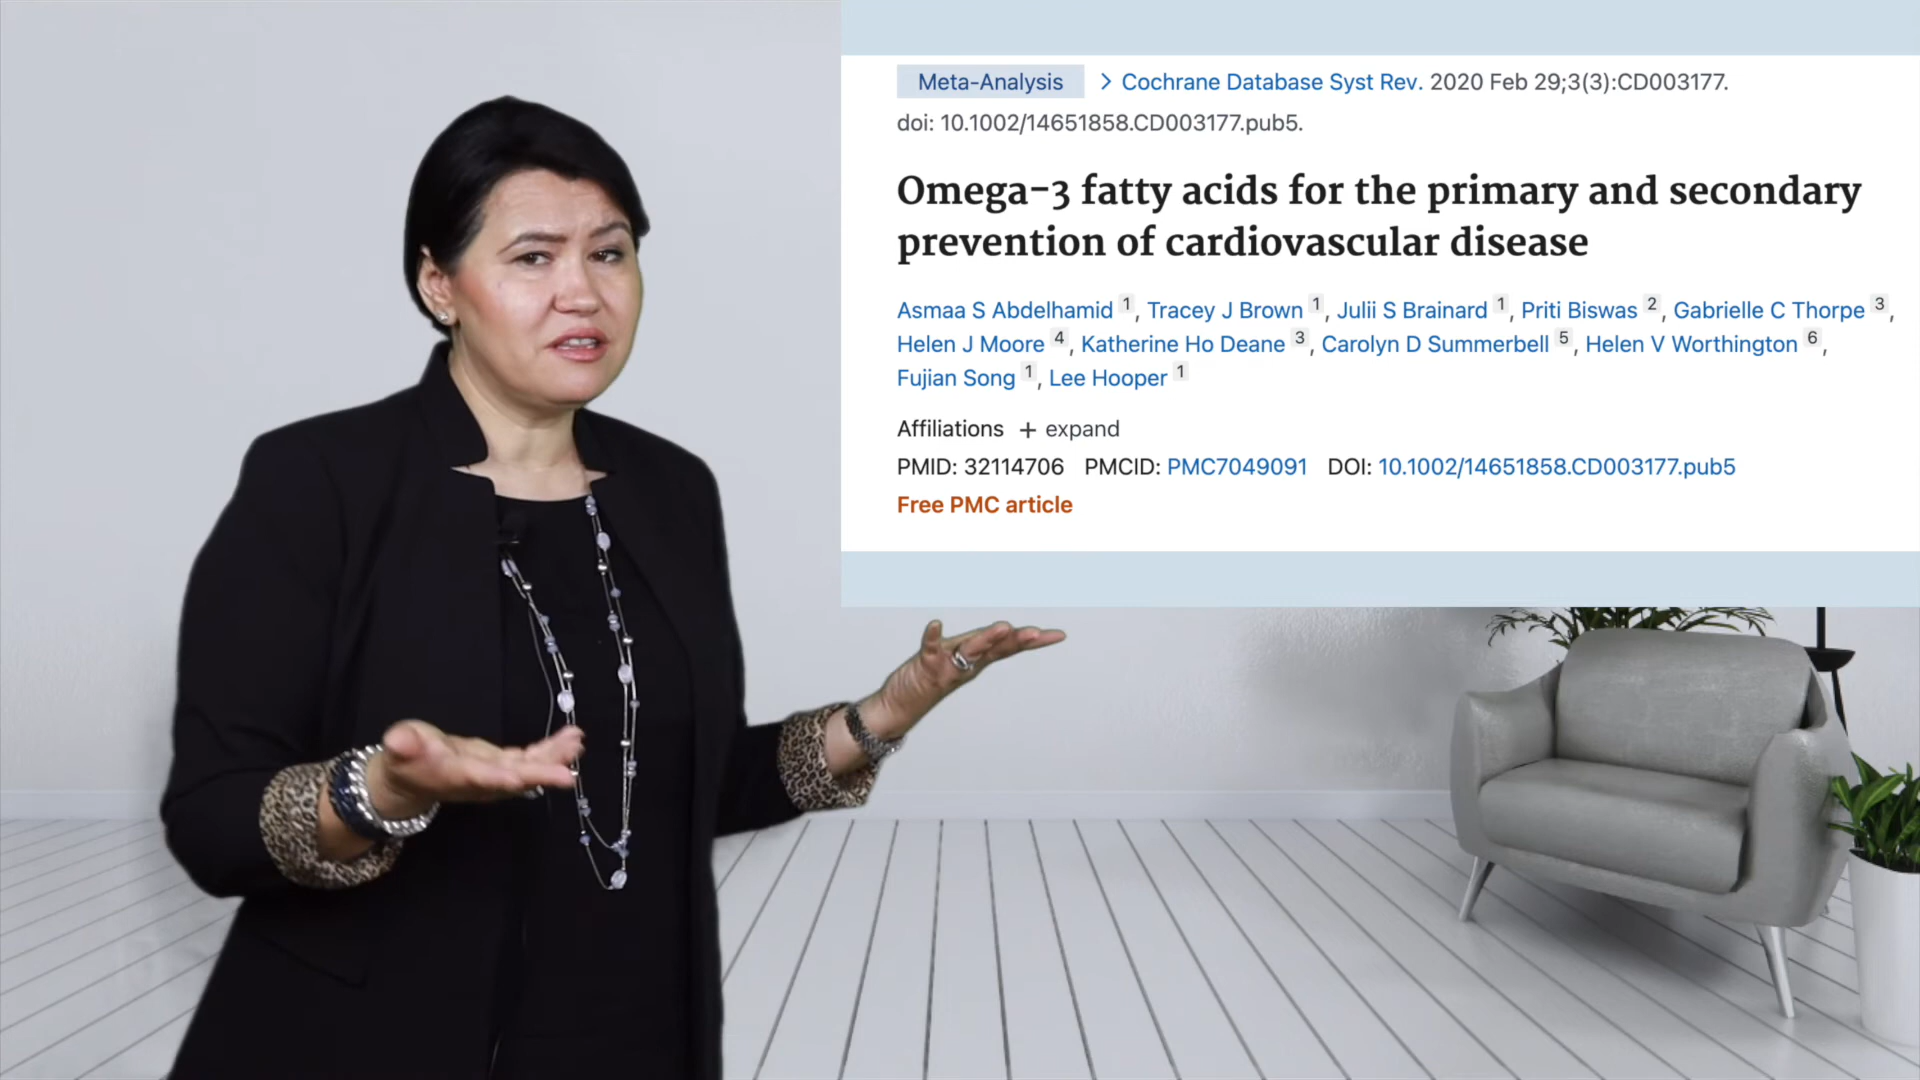 Meta-Analysis > Cochrane Database Syst Rev. 2020 Feb 29;3(3):CD003177.
doi: 10.1002/14651858.CD003177.pub5.
Omega-3 fatty acids for the primary and secondary
prevention of cardiovascular disease
Asmaa S Abdelhamid 1, Tracey J Brown 1, Julii S Brainard 1, Priti Biswas 2, Gabrielle C Thorpe 3,
Helen J Moore 4, Katherine Ho Deane 3, Carolyn D Summerbell 5, Helen V Worthington 6,
Fujian Song 1, Lee Hooper 1
Affiliations + expand
PMID: 32114706 PMCID: PMC7049091 DOI: 10.1002/14651858.CD003177.pub5
Free PMC article